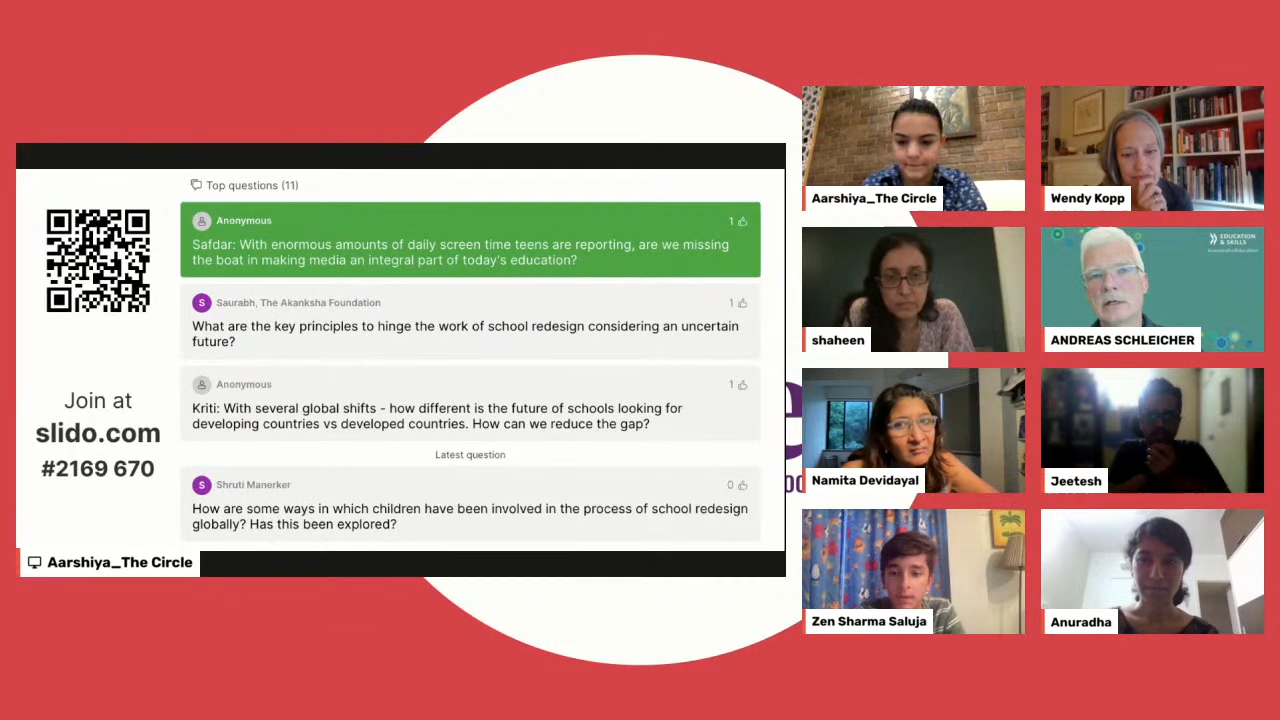 Top questions (11)
Anonymous
1
Safdar: With enormous amounts of daily screen time teens are reporting, are we missing
the boat in making media an integral part of today's education?
S
Saurabh, The Akanksha Foundation
1
What are the key principles to hinge the work of school redesign considering an uncertain
future?
Anonymous
1
Kriti: With several global shifts - how different is the future of schools looking for
developing countries vs developed countries. How can we reduce the gap?
Latest question
S
Shruti Manerker
0
How are some ways in which children have been involved in the process of school redesign
globally? Has this been explored?
Join at
slido.com
#2169 670
Aarshiya_The Circle
Aarshiya_The Circle
Wendy Kopp
shaheen
EDUCATION
& SKILLS
ANDREAS SCHLEICHER
Namita Devidayal
Jeetesh
Zen Sharma Saluja
Anuradha